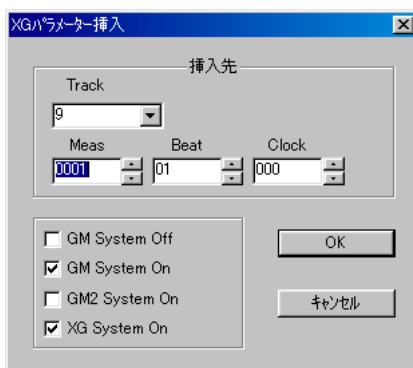 XGパラメーター挿入
挿入先
Track
9
Meas Beat Clock
0001 01 000
GM System Off
GM System On
GM2 System On
XG System On
OK
キャンセル